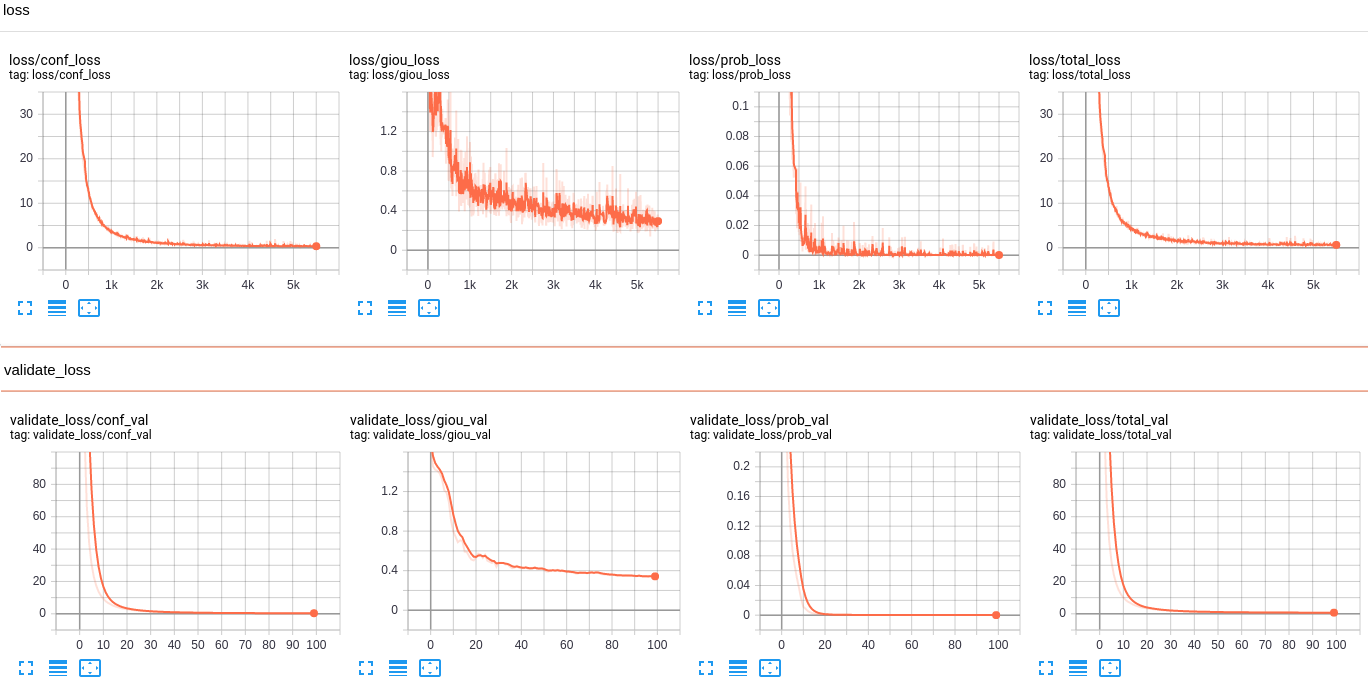 loss
loss/conf_loss
tag: loss/conf_loss
30
20
10
0
0 1k 2k 3k 4k 5k
loss/giou_loss
tag: loss/giou_loss
1.2
0.8
0.4
0
0 1k 2k 3k 4k 5k
loss/prob_loss
tag: loss/prob_loss
0.1
0.08
0.06
0.04
0.02
0
0 1k 2k 3k 4k 5k
loss/total_loss
tag: loss/total_loss
30
20
10
0
0 1k 2k 3k 4k 5k
validate_loss
validate_loss/conf_val
tag: validate_loss/conf_val
80
60
40
20
0
0 10 20 30 40 50 60 70 80 90 100
validate_loss/giou_val
tag: validate_loss/giou_val
1.2
0.8
0.4
0
0 20 40 60 80 100
validate_loss/prob_val
tag: validate_loss/prob_val
0.2
0.16
0.12
0.08
0.04
0
0 20 40 60 80 100
validate_loss/total_val
tag: validate_loss/total_val
80
60
40
20
0
0 10 20 30 40 50 60 70 80 90 100